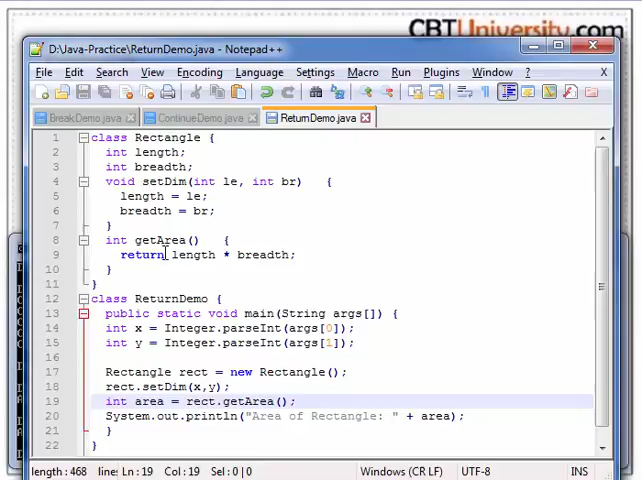 CBTUniversity.com
D:\Java-Practice\ReturnDemo.java - Notepad++
File Edit Search View Encoding Language Settings Macro Run Plugins Window ? X
BreakDemo.java ContinueDemo.java ReturnDemo.java
1 class Rectangle {
2 int length;
3 int breadth;
4 void setDim(int le, int br) {
5 length = le;
6 breadth = br;
7 }
8 int getArea() {
9 return length * breadth;
10 }
11 }
12 class ReturnDemo {
13 public static void main(String args[]) {
14 int x = Integer.parseInt(args[0]);
15 int y = Integer.parseInt(args[1]);
16
17 Rectangle rect = new Rectangle();
18 rect.setDim(x,y);
19 int area = rect.getArea();
20 System.out.println("Area of Rectangle: " + area);
21 }
22 }
length : 468 lines Ln : 19 Col : 19 Sel : 0 | 0 Windows (CR LF) UTF-8 INS